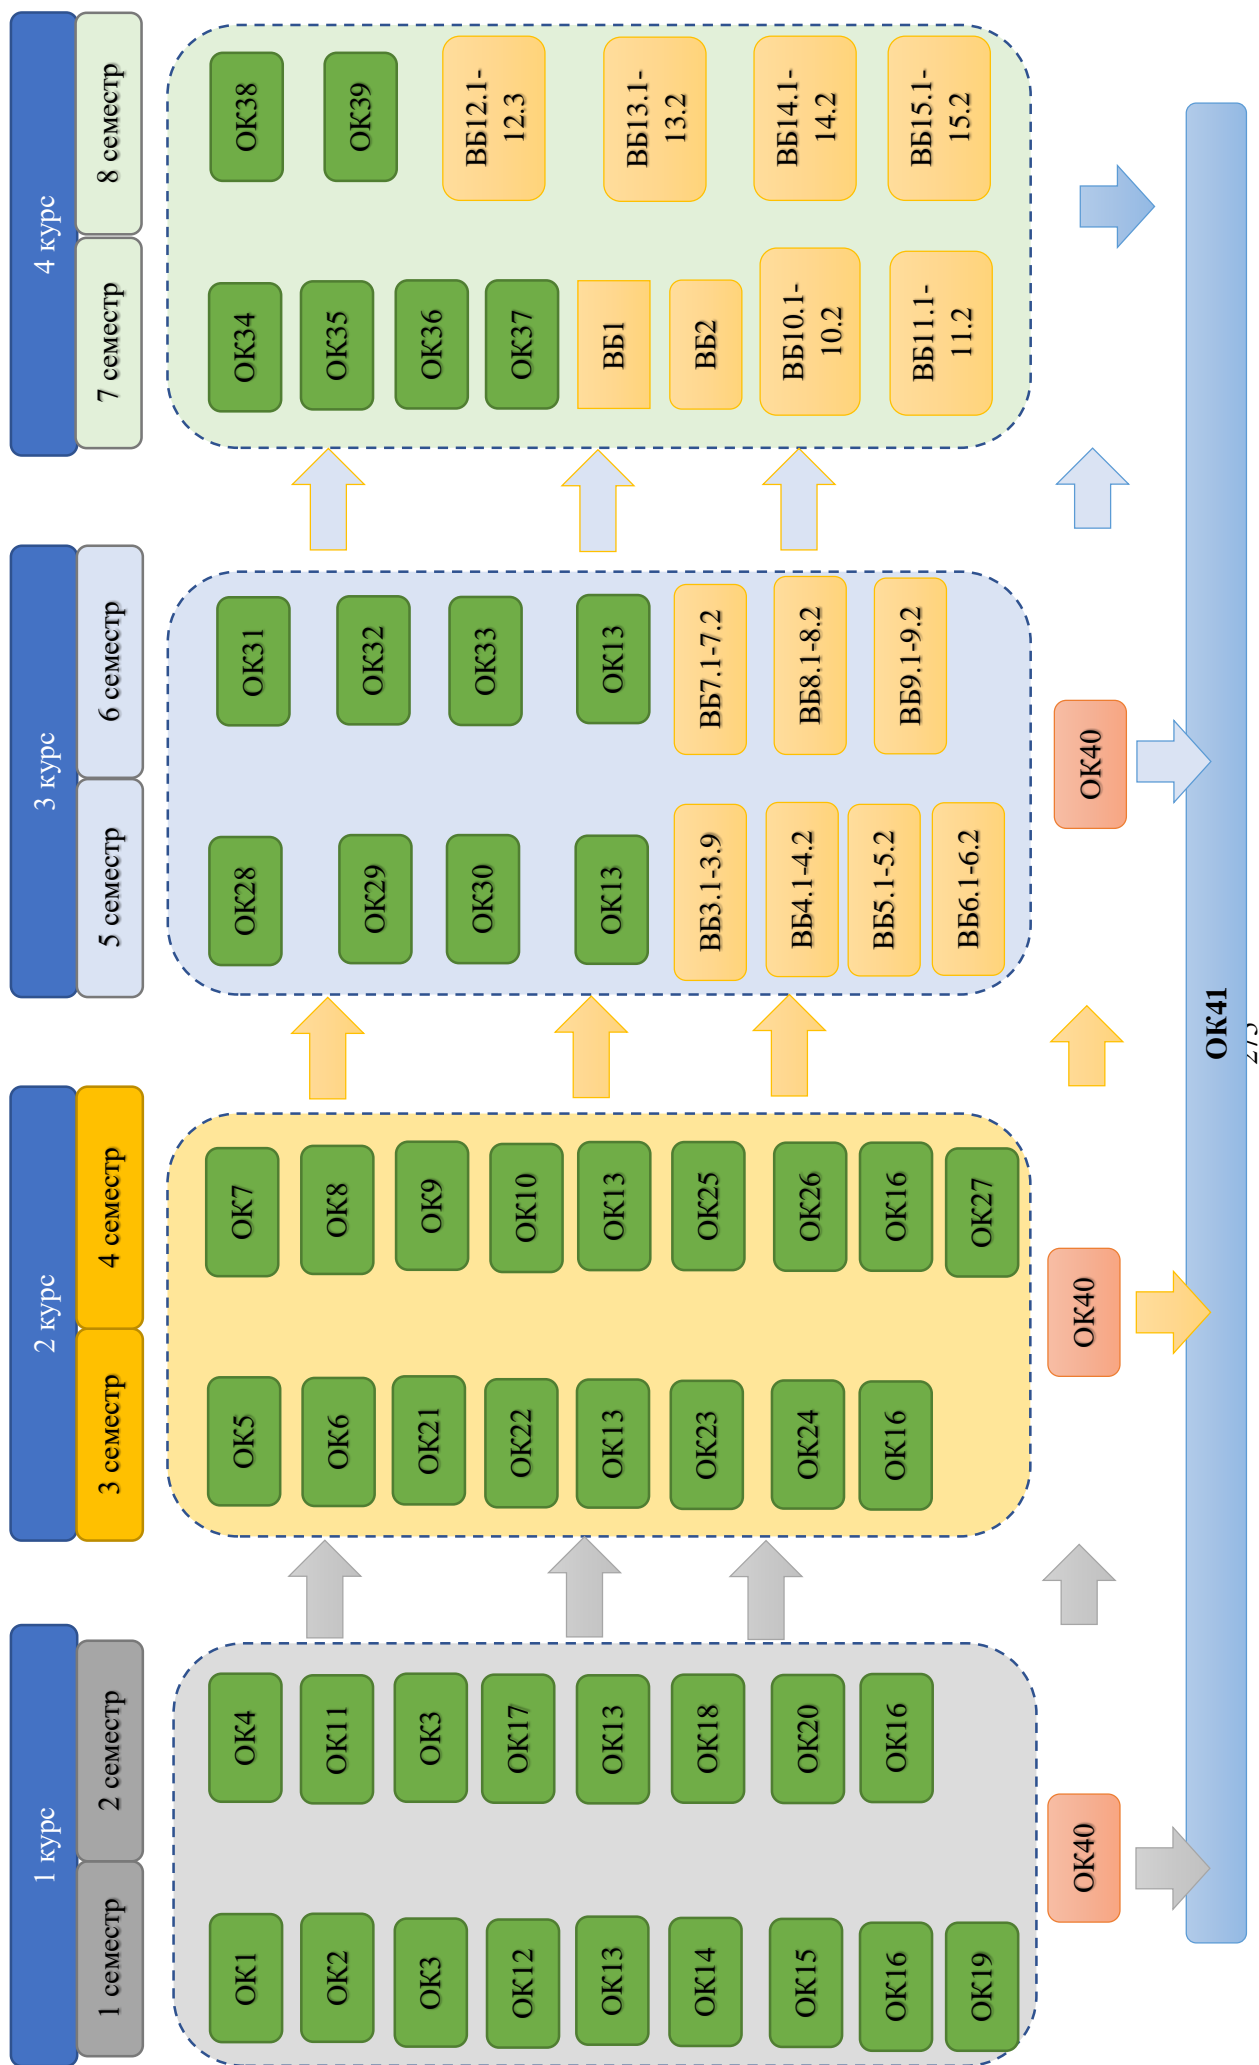 1 курс
1 семестр
2 семестр
ОК1
ОК2
ОК3
ОК12
ОК13
ОК14
ОК15
ОК16
ОК19
ОК4
ОК11
ОК3
ОК17
ОК13
ОК18
ОК20
ОК16
ОК40
2 курс
3 семестр
4 семестр
ОК5
ОК6
ОК21
ОК22
ОК13
ОК23
ОК24
ОК16
ОК7
ОК8
ОК9
ОК10
ОК13
ОК25
ОК26
ОК16
ОК27
ОК40
3 курс
5 семестр
6 семестр
ОК28
ОК29
ОК30
ОК13
ВБ3.1-3.9
ВБ4.1-4.2
ВБ5.1-5.2
ВБ6.1-6.2
ОК31
ОК32
ОК33
ОК13
ВБ7.1-7.2
ВБ8.1-8.2
ВБ9.1-9.2
ОК40
4 курс
7 семестр
8 семестр
ОК34
ОК35
ОК36
ОК37
ВБ1
ВБ2
ВБ10.1-
10.2
ВБ11.1-
11.2
ОК38
ОК39
ВБ12.1-
12.3
ВБ13.1-
13.2
ВБ14.1-
14.2
ВБ15.1-
15.2
ОК41